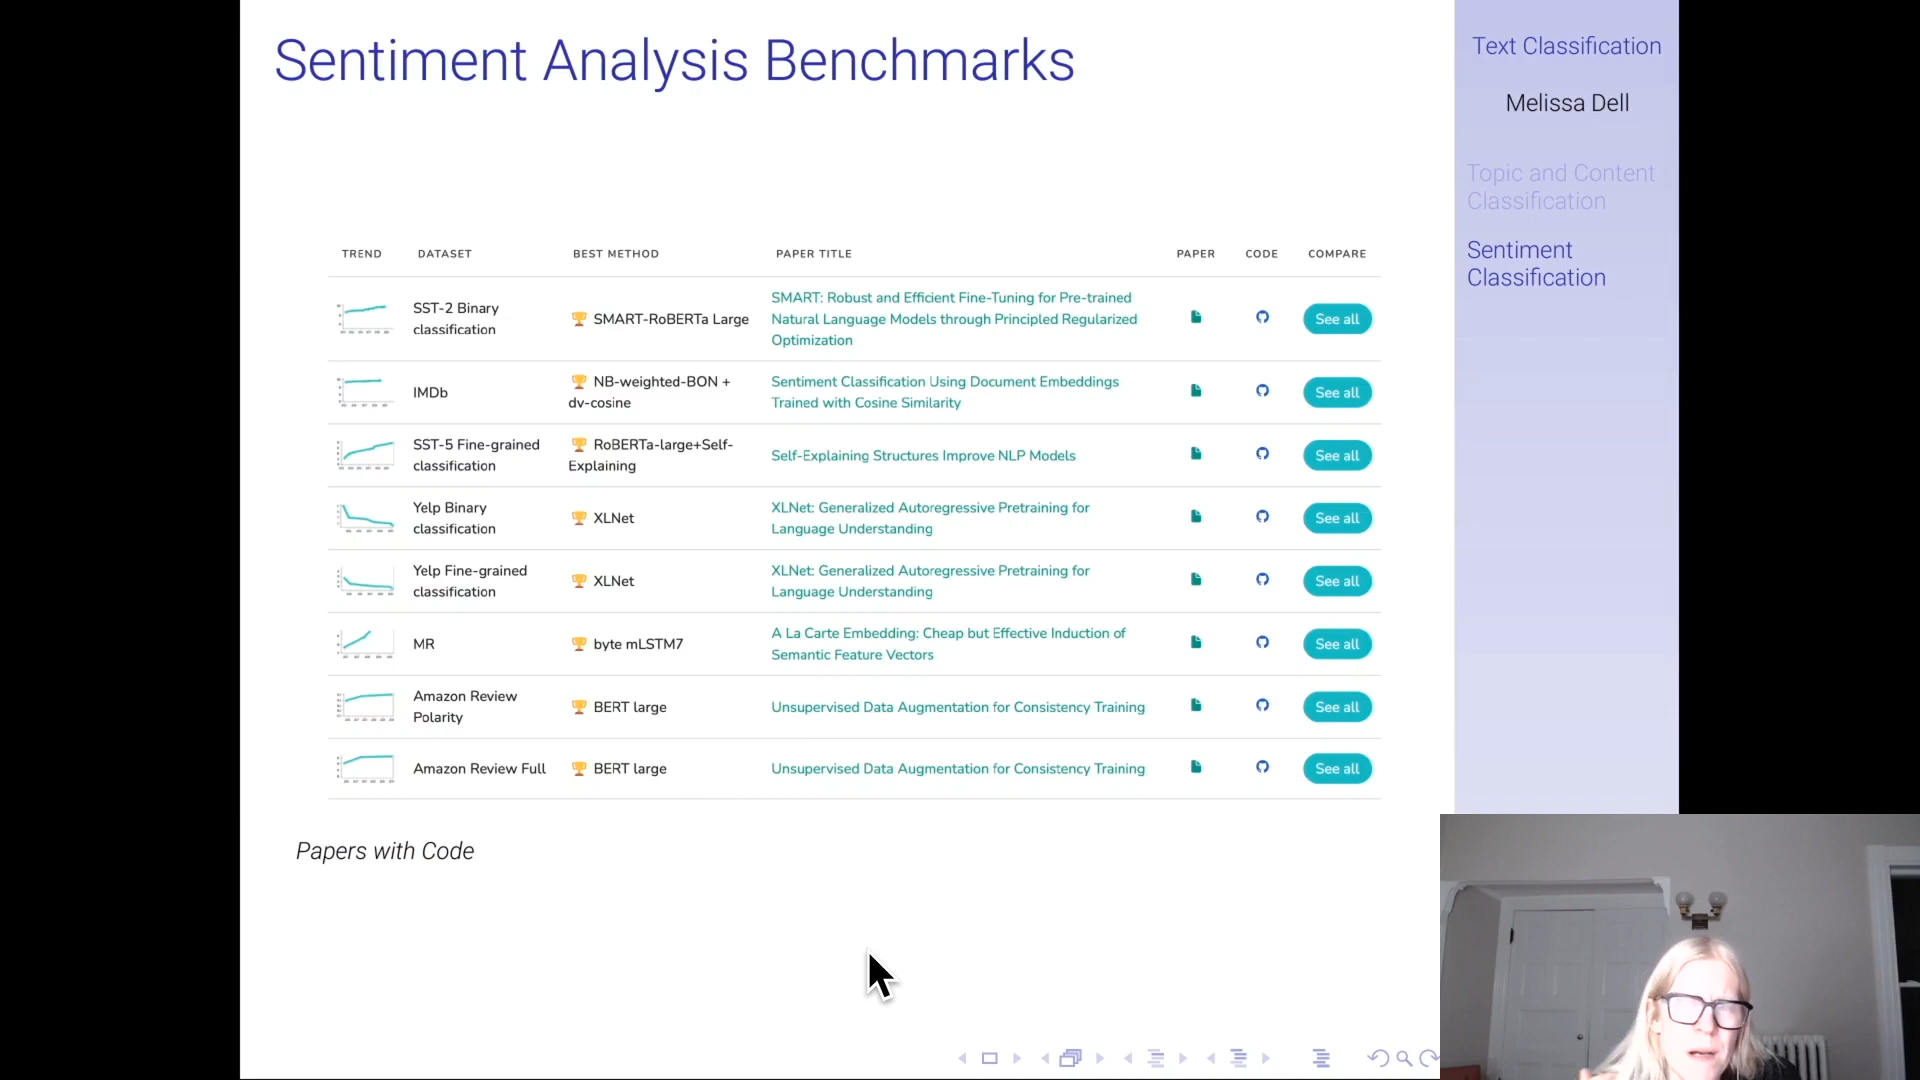 Sentiment Analysis Benchmarks
Text Classification
Melissa Dell
Topic and Content
Classification
Sentiment
Classification
TREND DATASET BEST METHOD PAPER TITLE PAPER CODE COMPARE
SST-2 Binary
classification
SMART-RoBERTa Large
SMART: Robust and Efficient Fine-Tuning for Pre-trained
Natural Language Models through Principled Regularized
Optimization
See all
IMDb
NB-weighted-BON +
dv-cosine
Sentiment Classification Using Document Embeddings
Trained with Cosine Similarity
See all
SST-5 Fine-grained
classification
RoBERTa-large+Self-
Explaining
Self-Explaining Structures Improve NLP Models
See all
Yelp Binary
classification
XLNet
XLNet: Generalized Autoregressive Pretraining for
Language Understanding
See all
Yelp Fine-grained
classification
XLNet
XLNet: Generalized Autoregressive Pretraining for
Language Understanding
See all
MR
byte mLSTM7
A La Carte Embedding: Cheap but Effective Induction of
Semantic Feature Vectors
See all
Amazon Review
Polarity
BERT large
Unsupervised Data Augmentation for Consistency Training
See all
Amazon Review Full
BERT large
Unsupervised Data Augmentation for Consistency Training
See all
Papers with Code